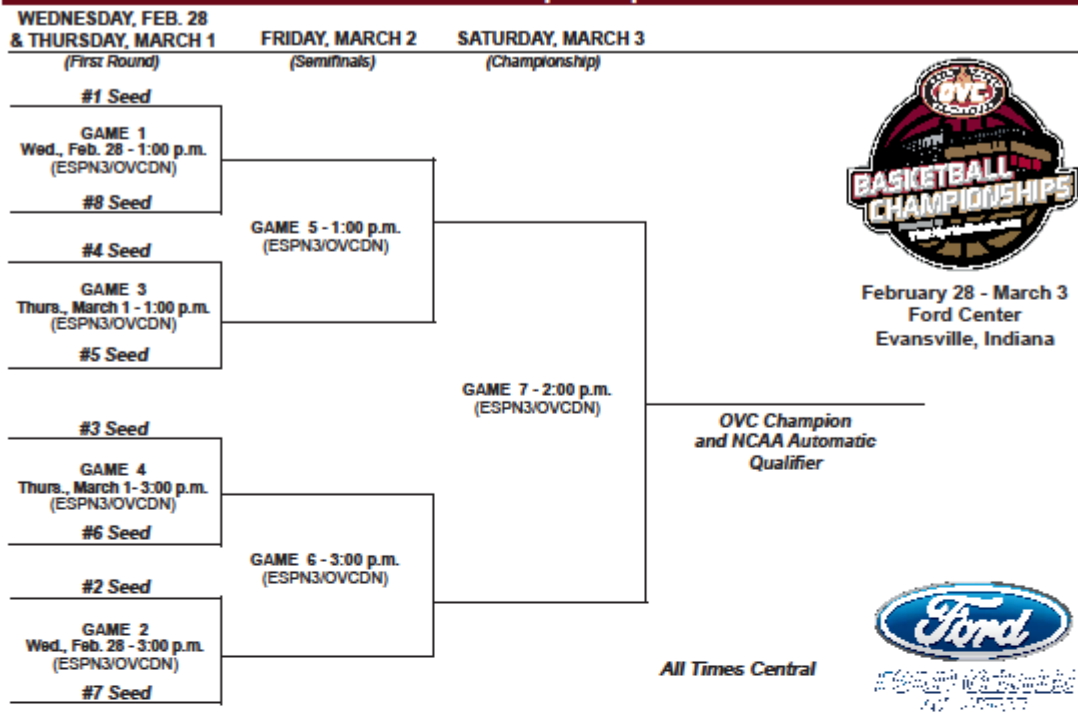 WEDNESDAY, FEB. 28
& THURSDAY, MARCH 1
FRIDAY, MARCH 2
SATURDAY, MARCH 3
(First Round)
(Semifinals)
(Championship)
#1 Seed
GAME 1
Wed., Feb. 28 - 1:00 p.m.
(ESPN3/OVCDN)
#8 Seed
GAME 5 - 1:00 p.m.
(ESPN3/OVCDN)
#4 Seed
GAME 3
Thurs., March 1 - 1:00 p.m.
(ESPN3/OVCDN)
#5 Seed
GAME 7 - 2:00 p.m.
(ESPN3/OVCDN)
#3 Seed
GAME 4
Thurs., March 1- 3:00 p.m.
(ESPN3/OVCDN)
#6 Seed
GAME 6 - 3:00 p.m.
(ESPN3/OVCDN)
#2 Seed
GAME 2
Wed., Feb. 28 - 3:00 p.m.
(ESPN3/OVCDN)
#7 Seed
OVC
BASKETBALL
CHAMPIONSHIPS
February 28 - March 3
Ford Center
Evansville, Indiana
OVC Champion
and NCAA Automatic
Qualifier
All Times Central
Ford